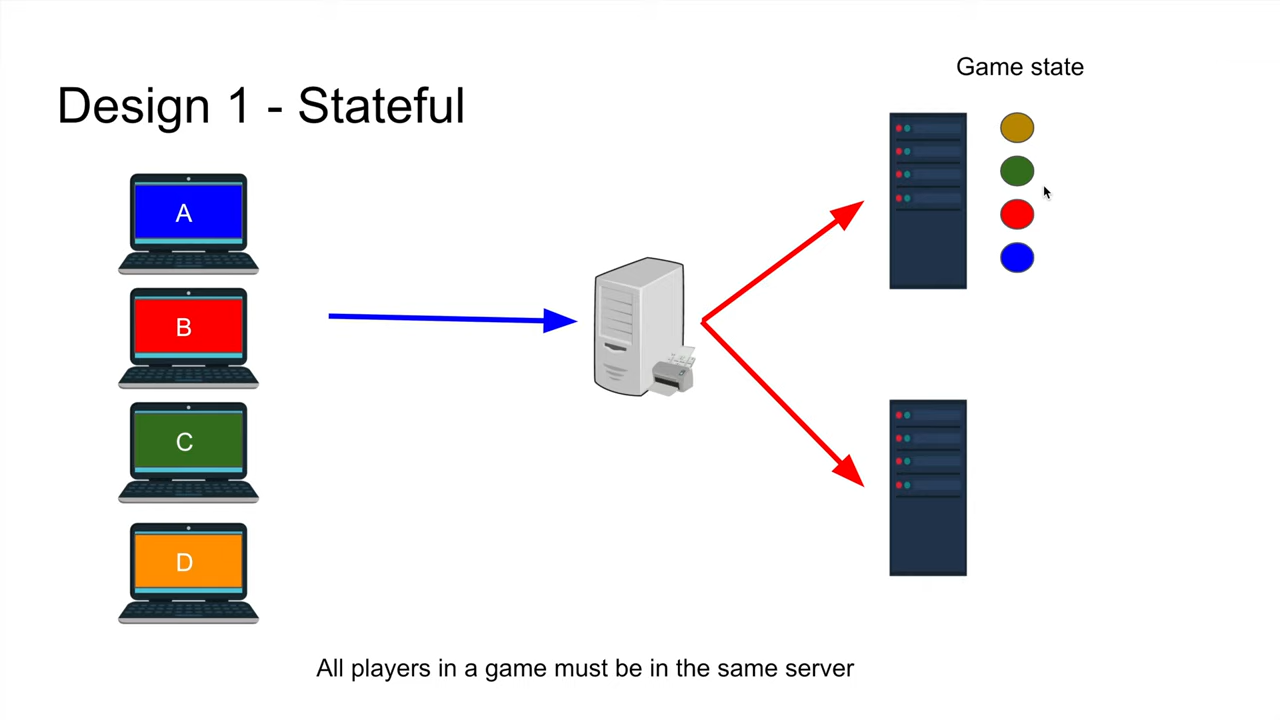 Game state
Design 1 - Stateful
A
B
C
D
All players in a game must be in the same server